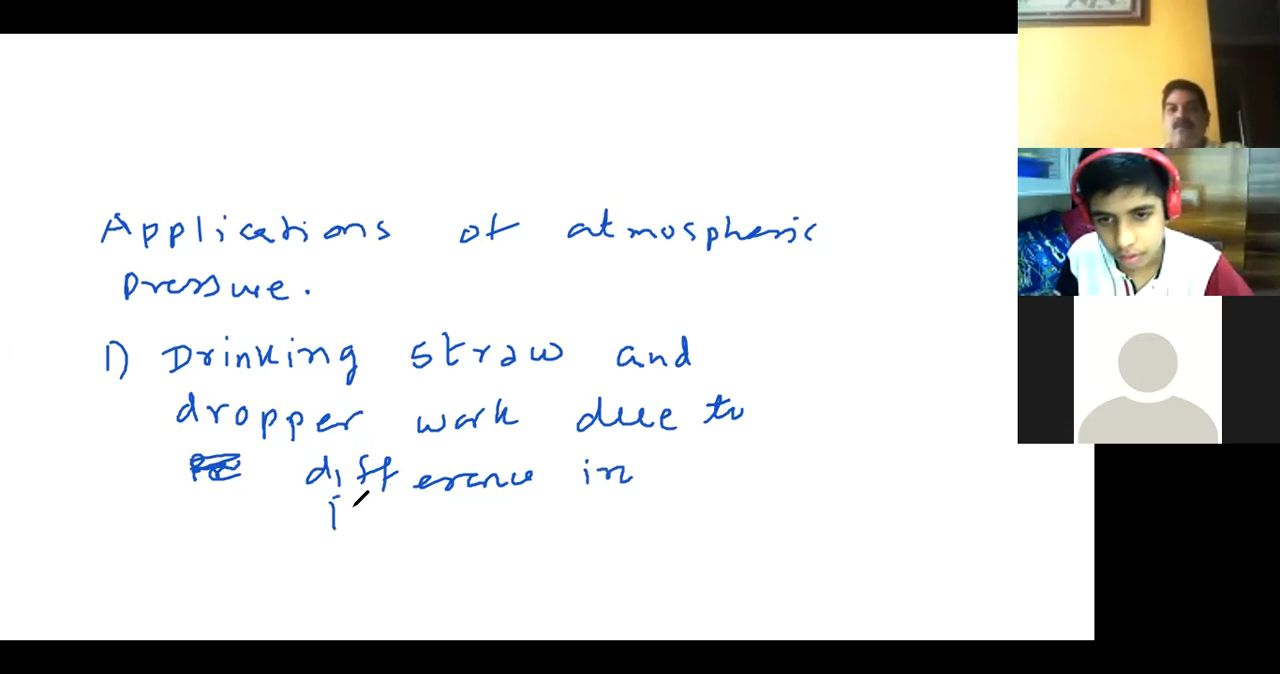 Applications of atmospheric
pressure.
1) Drinking straw and
dropper work due to
difference in